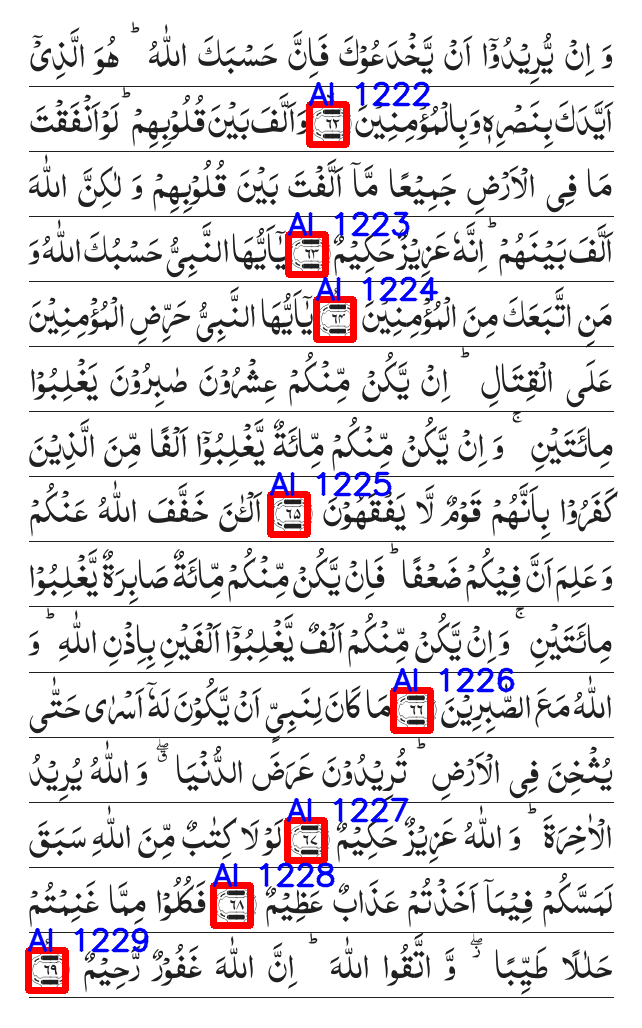 وَ اِنۡ يُّرِيۡدُوۡۤا اَنۡ يَّخۡدَعُوۡكَ فَاِنَّ حَسۡبَكَ اللّٰهُ‌ ؕ هُوَ الَّذِىۡۤ
AI 1222
اَيَّدَكَ بِنَصۡرِهٖ وَبِالۡمُؤۡمِنِيۡنَ ٦٢ وَاَلَّفَ بَيۡنَ قُلُوۡبِهِمۡ‌ ؕ لَوۡاَنۡفَقۡتَ
مَا فِى الۡاَرۡضِ جَمِيۡعًا مَّاۤ اَلَّفۡتَ بَيۡنَ قُلُوۡبِهِمۡ وَ لٰـكِنَّ اللّٰهَ
AI 1223
اَلَّفَ بَيۡنَهُمۡ‌ ؕ اِنَّهٗ عَزِيۡزٌ حَكِيۡمٌ ٦٣ يٰۤاَيُّهَا النَّبِىُّ حَسۡبُكَ اللّٰهُ وَ
AI 1224
مَنِ اتَّبَعَكَ مِنَ الۡمُؤۡمِنِيۡنَ ٦٤ يٰۤاَيُّهَا النَّبِىُّ حَرِّضِ الۡمُؤۡمِنِيۡنَ
عَلَى الۡقِتَالِ‌ ؕ اِنۡ يَّكُنۡ مِّنۡكُمۡ عِشۡرُوۡنَ صٰبِرُوۡنَ يَغۡلِبُوۡا
مِائَتَيۡنِ‌ ۚ وَاِنۡ يَّكُنۡ مِّنۡكُمۡ مِّائَةٌ يَّغۡلِبُوۡۤا اَلۡفًا مِّنَ الَّذِيۡنَ
AI 1225
كَفَرُوۡا بِاَنَّهُمۡ قَوۡمٌ لَّا يَفۡقَهُوۡنَ ٦٥ اَلۡـٰٔنَ خَفَّفَ اللّٰهُ عَنۡكُمۡ
وَعَلِمَ اَنَّ فِيۡكُمۡ ضَعۡفًا‌ؕ فَاِنۡ يَّكُنۡ مِّنۡكُمۡ مِّائَةٌ صَابِرَةٌ يَّغۡلِبُوۡا
مِائَتَيۡنِ‌ ۚ وَاِنۡ يَّكُنۡ مِّنۡكُمۡ اَلۡفٌ يَّغۡلِبُوۡۤا اَلۡفَيۡنِ بِاِذۡنِ اللّٰهِؕ وَ
AI 1226
اللّٰهُ مَعَ الصّٰبِرِيۡنَ ٦٦ مَا كَانَ لِنَبِىٍّ اَنۡ يَّكُوۡنَ لَهٗۤ اَسۡرٰى حَتّٰى
يُثۡخِنَ فِى الۡاَرۡضِ‌ ؕ تُرِيۡدُوۡنَ عَرَضَ الدُّنۡيَا ۖ وَ اللّٰهُ يُرِيۡدُ
AI 1227
الۡاٰخِرَةَ‌ ؕ وَ اللّٰهُ عَزِيۡزٌ حَكِيۡمٌ ٦٧ لَوۡلَا كِتٰبٌ مِّنَ اللّٰهِ سَبَقَ
AI 1228
لَمَسَّكُمۡ فِيۡمَاۤ اَخَذۡتُمۡ عَذَابٌ عَظِيۡمٌ ٦٨ فَكُلُوۡا مِمَّا غَنِمۡتُمۡ
AI 1229
حَلٰلًا طَيِّبًا ۖ وَّ اتَّقُوا اللّٰهَ‌ ؕ اِنَّ اللّٰهَ غَفُوۡرٌ رَّحِيۡمٌ ٦٩